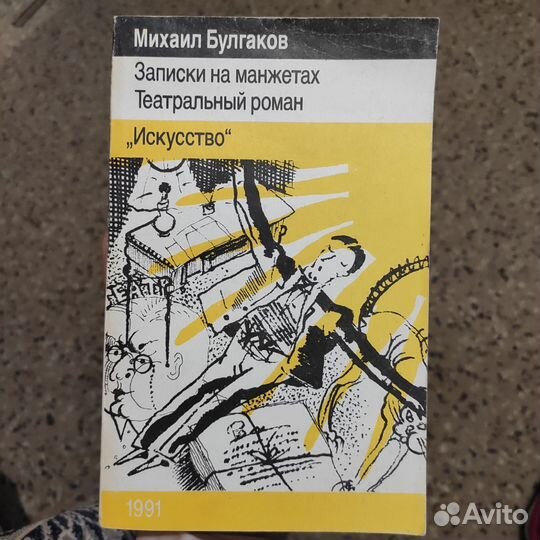 Михаил Булгаков
Записки на манжетах
Театральный роман
„Искусство“
1991
Avito